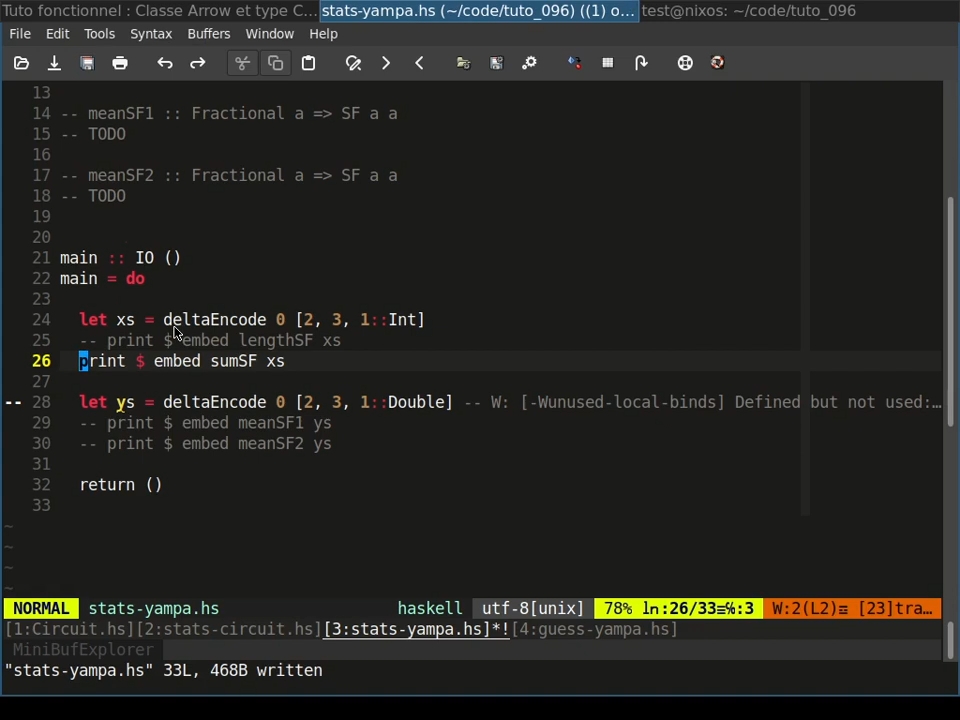 Tuto fonctionnel : Classe Arrow et type C... stats-yampa.hs (~/code/tuto_096) ((1) o... test@nixos: ~/code/tuto_096
File Edit Tools Syntax Buffers Window Help
13
14 -- meanSF1 :: Fractional a => SF a a
15 -- TODO
16
17 -- meanSF2 :: Fractional a => SF a a
18 -- TODO
19
20
21 main :: IO ()
22 main = do
23
24 let xs = deltaEncode 0 [2, 3, 1::Int]
25 -- print $ embed lengthSF xs
26 print $ embed sumSF xs
27
-- 28 let ys = deltaEncode 0 [2, 3, 1::Double] -- W: [-Wunused-local-binds] Defined but not used:…
29 -- print $ embed meanSF1 ys
30 -- print $ embed meanSF2 ys
31
32 return ()
33
~
~
~
~
NORMAL stats-yampa.hs haskell utf-8[unix] 78% ln:26/33≡℅:3 W:2(L2)≡ [23]tra…
[1:Circuit.hs][2:stats-circuit.hs][3:stats-yampa.hs]*![4:guess-yampa.hs]
MiniBufExplorer
"stats-yampa.hs" 33L, 468B written